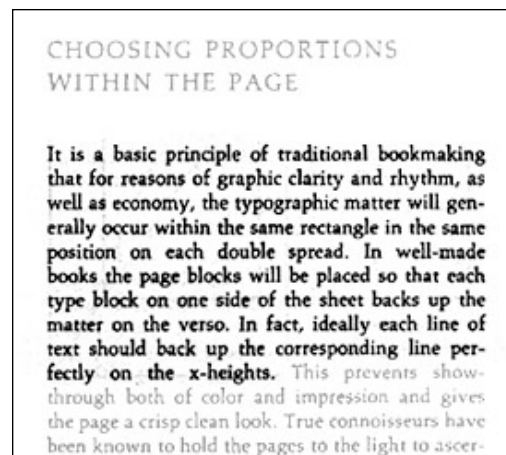 CHOOSING PROPORTIONS
WITHIN THE PAGE
It is a basic principle of traditional bookmaking
that for reasons of graphic clarity and rhythm, as
well as economy, the typographic matter will gen-
erally occur within the same rectangle in the same
position on each double spread. In well-made
books the page blocks will be placed so that each
type block on one side of the sheet backs up the
matter on the verso. In fact, ideally each line of
text should back up the corresponding line per-
fectly on the x-heights. This prevents show-
through both of color and impression and gives
the page a crisp clean look. True connoisseurs have
been known to hold the pages to the light to ascer-